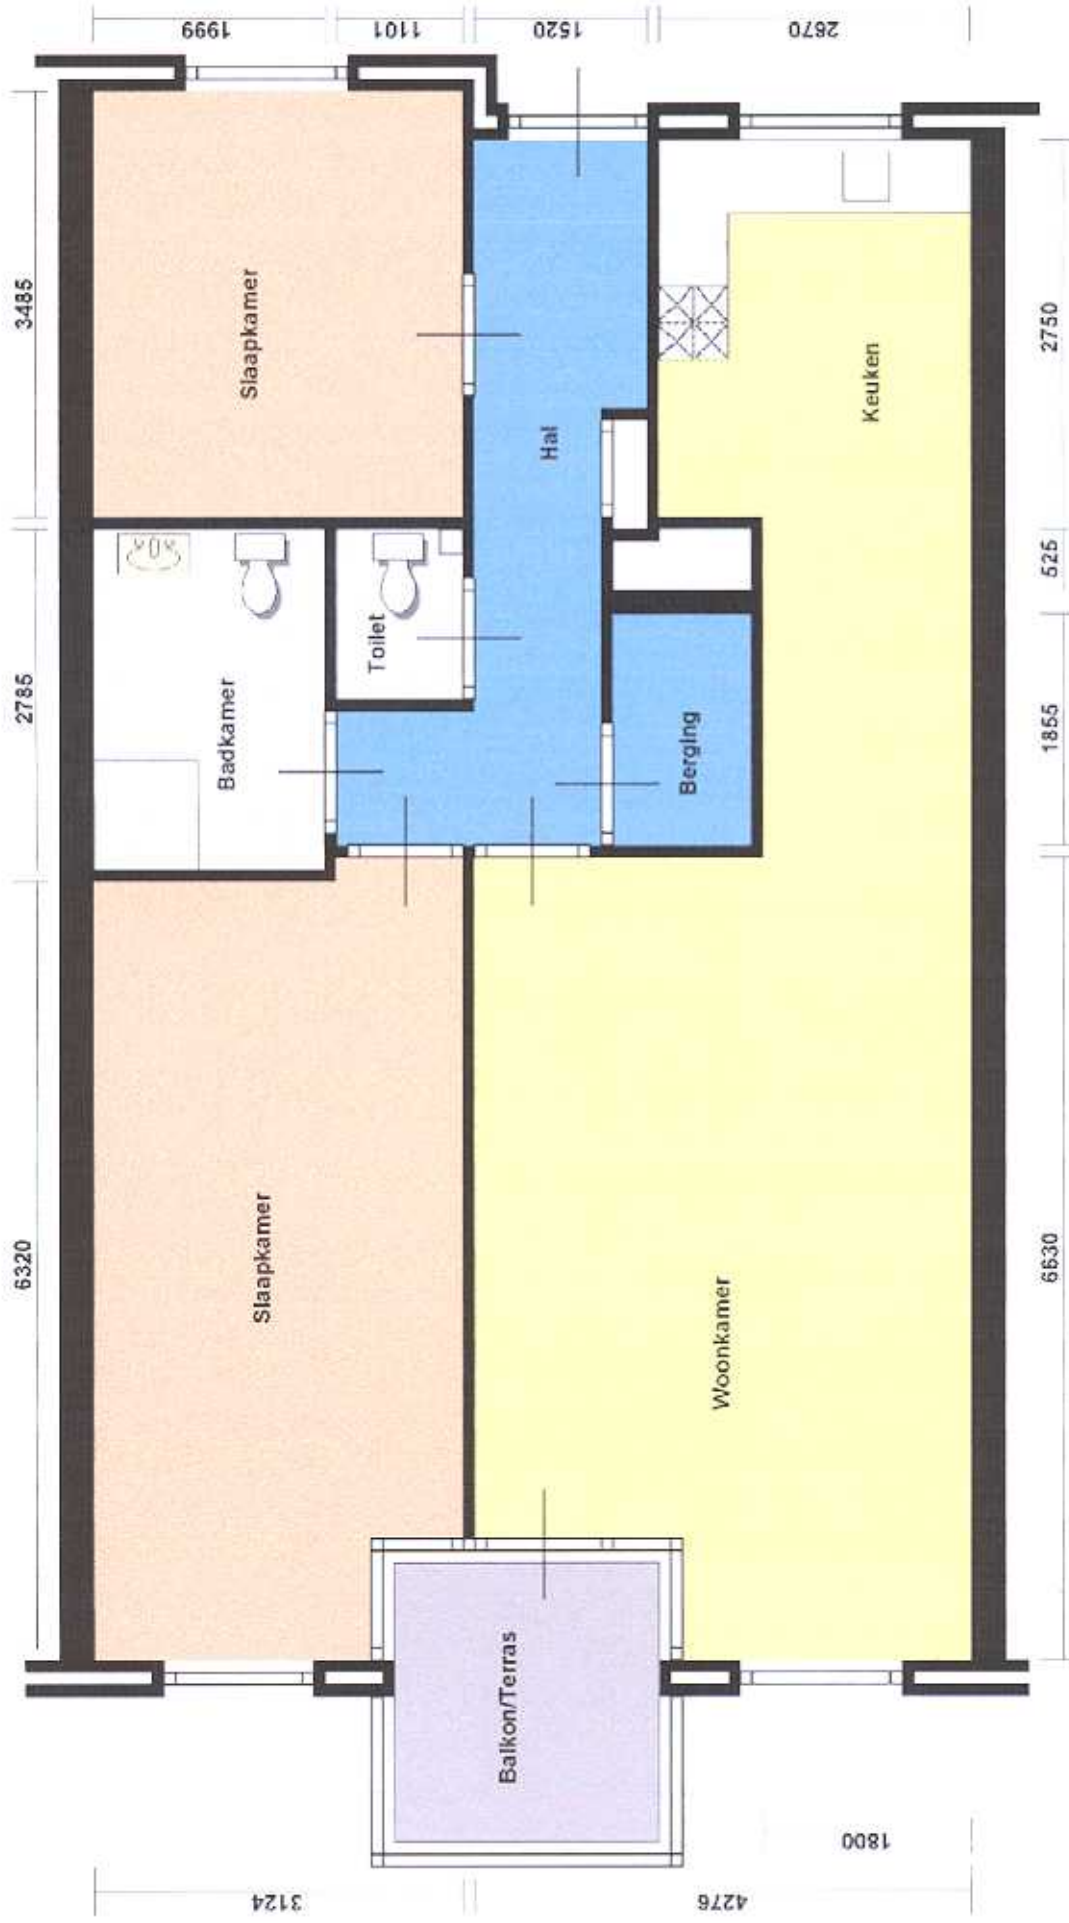 1999
1101
1520
2670
3485
Slaapkamer
2750
Keuken
Hal
525
Toilet
2785
Badkamer
Berging
1855
Slaapkamer
6320
6630
Woonkamer
Balkon/Terras
1800
3124
4276